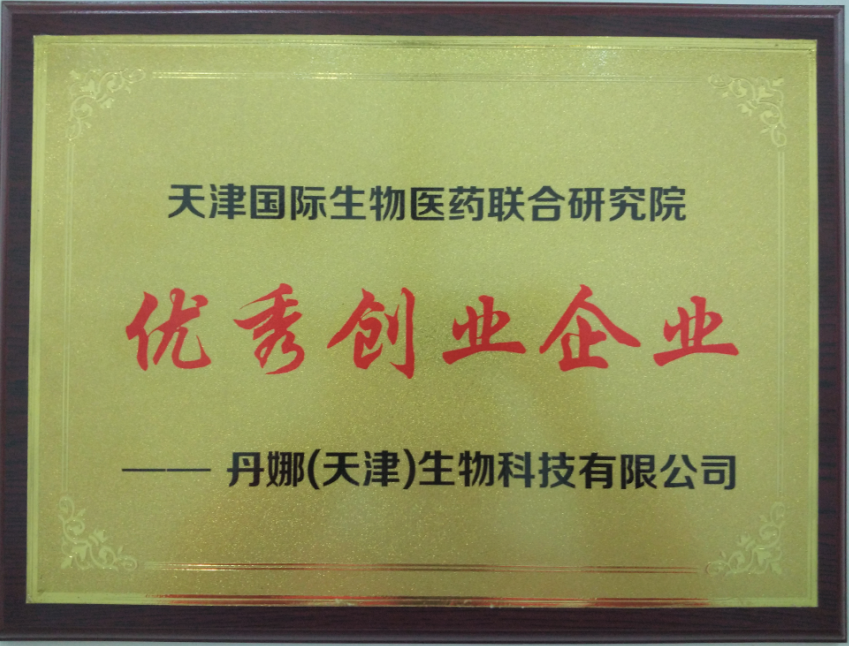 天津国际生物医药联合研究院
优秀创业企业
—— 丹娜(天津)生物科技有限公司